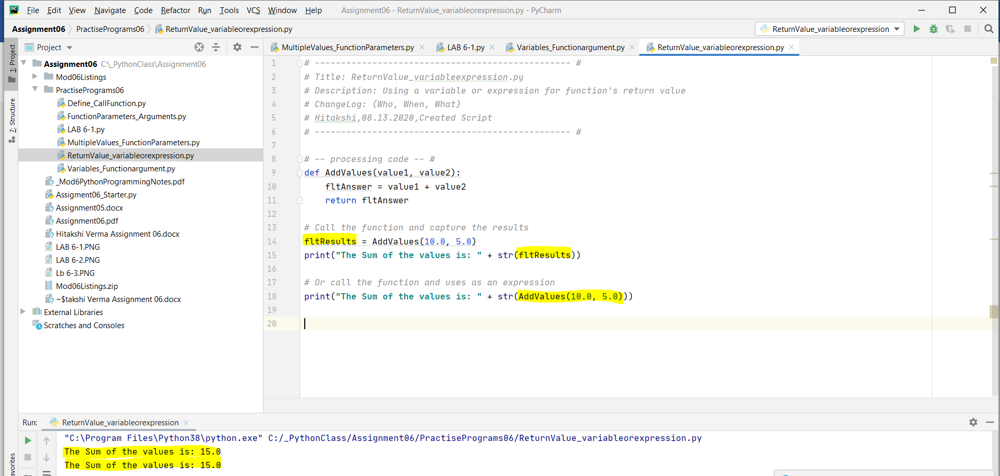 File Edit View Navigate Code Refactor Run Tools VCS Window Help Assignment06 - ReturnValue_variableorexpression.py - PyCharm
Assignment06 PractisePrograms06 ReturnValue_variableorexpression.py ReturnValue_variableorexpression
1: Project
7: Structure
avorites
Project
Assignment06 C:\_PythonClass\Assignment06
Mod06Listings
PractisePrograms06
Define_CallFunction.py
FunctionParameters_Arguments.py
LAB 6-1.py
MultipleValues_FunctionParameters.py
ReturnValue_variableorexpression.py
Variables_Functionargument.py
_Mod6PythonProgrammingNotes.pdf
Assigment06_Starter.py
Assignment05.docx
Assignment06.pdf
Hitakshi Verma Assignment 06.docx
LAB 6-1.PNG
LAB 6-2.PNG
Lb 6-3.PNG
Mod06Listings.zip
~$takshi Verma Assignment 06.docx
External Libraries
Scratches and Consoles
MultipleValues_FunctionParameters.py LAB 6-1.py Variables_Functionargument.py ReturnValue_variableorexpression.py
1 # ------------------------------------------------- #
2 # Title: ReturnValue_variableexpression.py
3 # Description: Using a variable or expression for function's return value
4 # ChangeLog: (Who, When, What)
5 # Hitakshi,08.13.2020,Created Script
6 # ------------------------------------------------- #
7
8 # -- processing code -- #
9 def AddValues(value1, value2):
10 fltAnswer = value1 + value2
11 return fltAnswer
12
13 # Call the function and capture the results
14 fltResults = AddValues(10.0, 5.0)
15 print("The Sum of the values is: " + str(fltResults))
16
17 # Or call the function and uses as an expression
18 print("The Sum of the values is: " + str(AddValues(10.0, 5.0)))
19
20
Run: ReturnValue_variableorexpression
"C:\Program Files\Python38\python.exe" C:/_PythonClass/Assignment06/PractisePrograms06/ReturnValue_variableorexpression.py
The Sum of the values is: 15.0
The Sum of the values is: 15.0